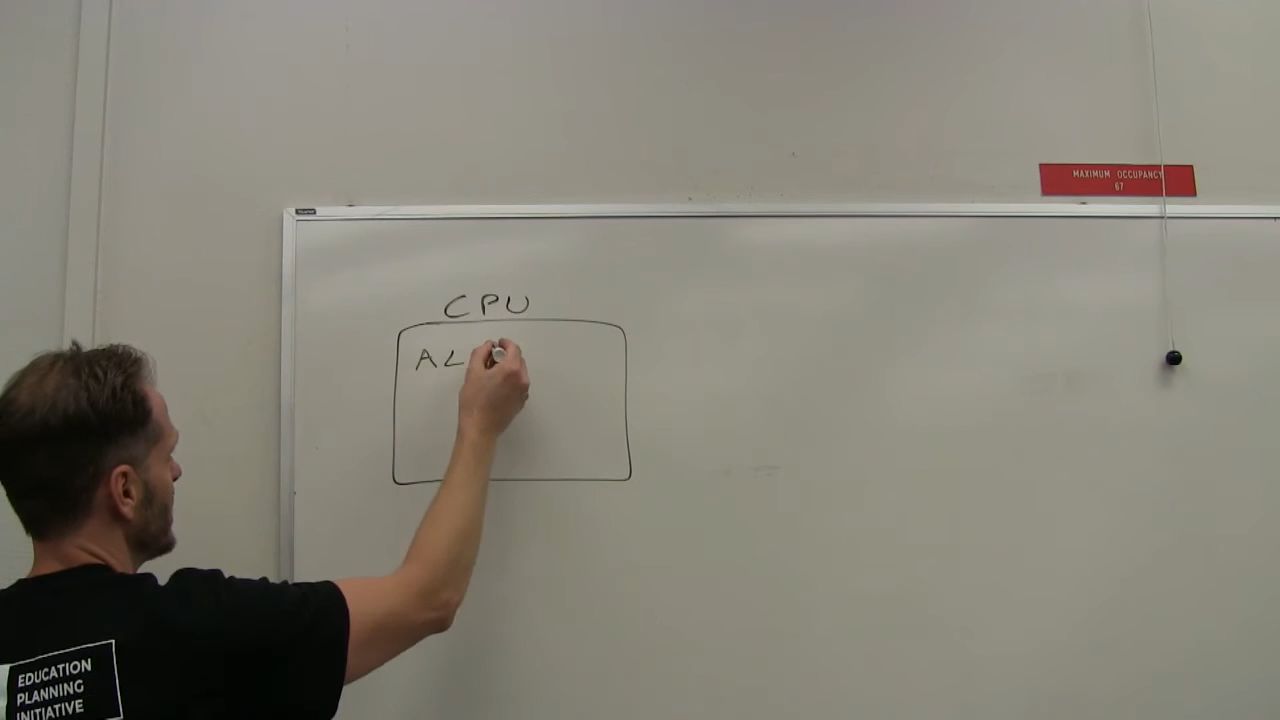 MAXIMUM OCCUPANCY
67
CPU
AL
EDUCATION
PLANNING
INITIATIVE